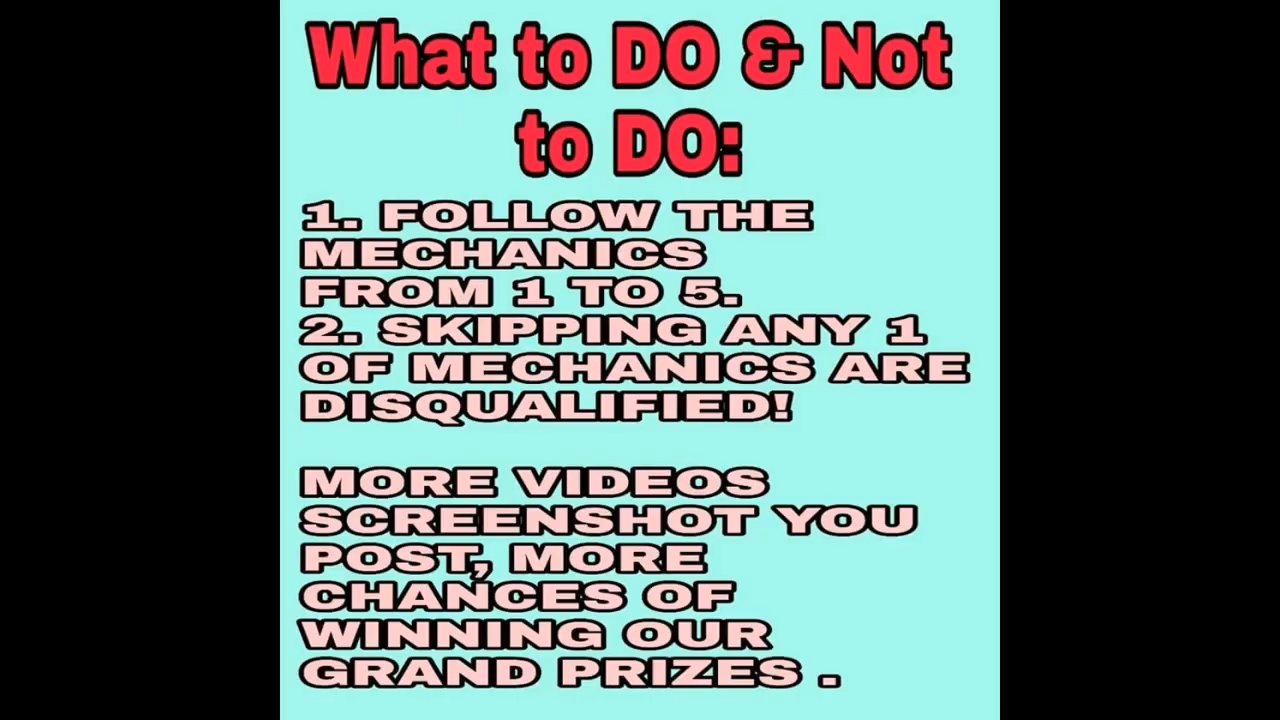 What to DO & Not
to DO:
1. FOLLOW THE
MECHANICS
FROM 1 TO 5.
2. SKIPPING ANY 1
OF MECHANICS ARE
DISQUALIFIED!
MORE VIDEOS
SCREENSHOT YOU
POST, MORE
CHANCES OF
WINNING OUR
GRAND PRIZES .